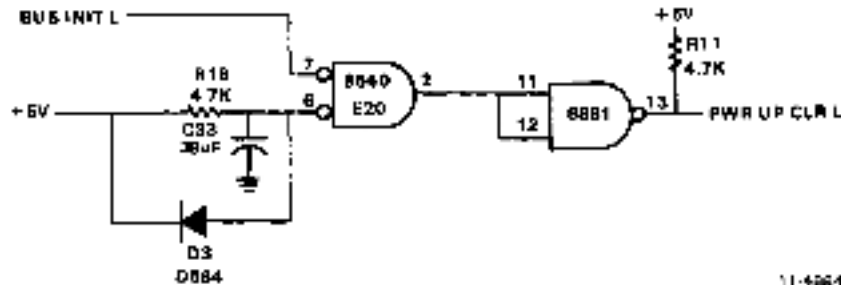 BUS INIT L
+5V
R11
4.7K
7
8640
2
E20
R18
4.7K
+5V
6
C33
11
8881
13
PWR UP CLR L
12
D3
D664